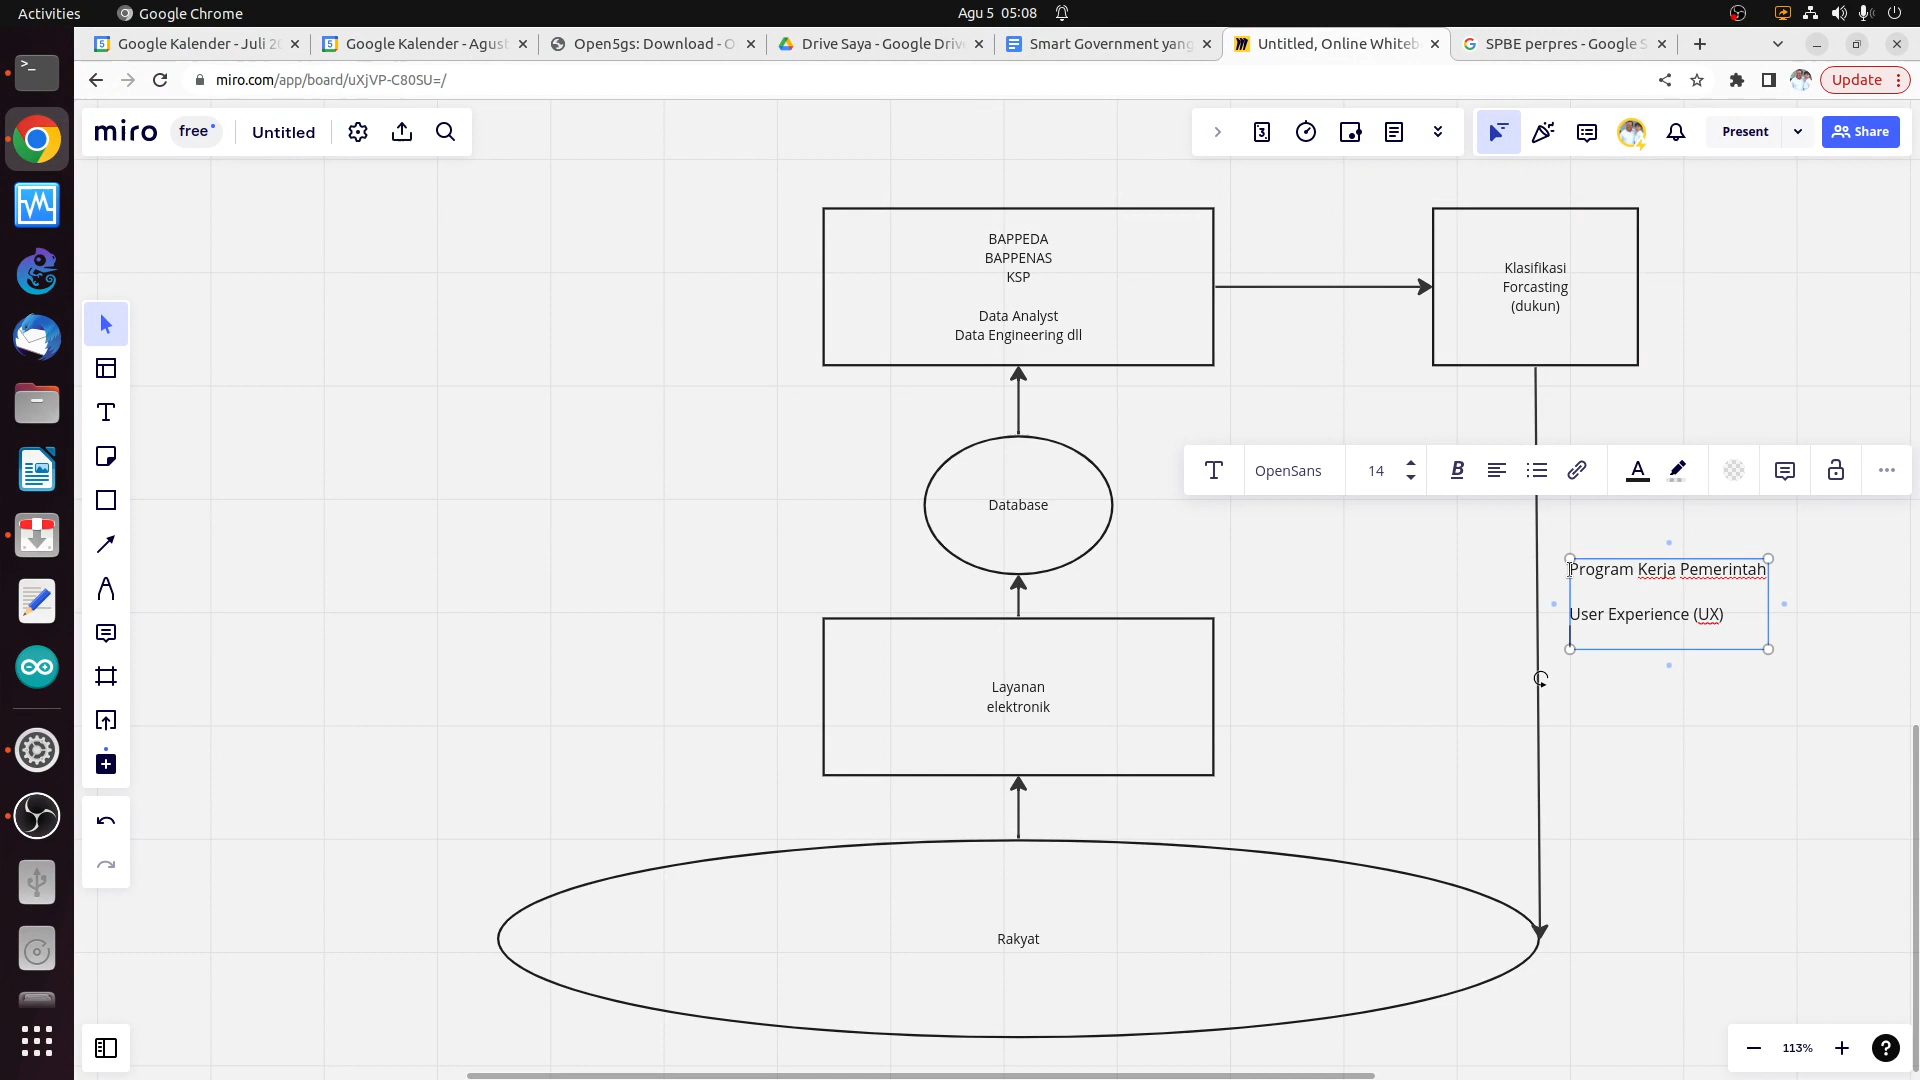 Activities
Google Chrome
Agu 5 05:08
Google Kalender - Juli 2
Google Kalender - Agust
Open5gs: Download - O
Drive Saya - Google Driv
Smart Government yang
Untitled, Online Whiteb
SPBE perpres - Google S
miro.com/app/board/uXjVP-C80SU=/
Update
miro
free
Untitled
Present
Share
BAPPEDA
BAPPENAS
KSP
Data Analyst
Data Engineering dll
Klasifikasi
Forcasting
(dukun)
OpenSans
14
Database
Program Kerja Pemerintah
User Experience (UX)
Layanan
elektronik
Rakyat
113%